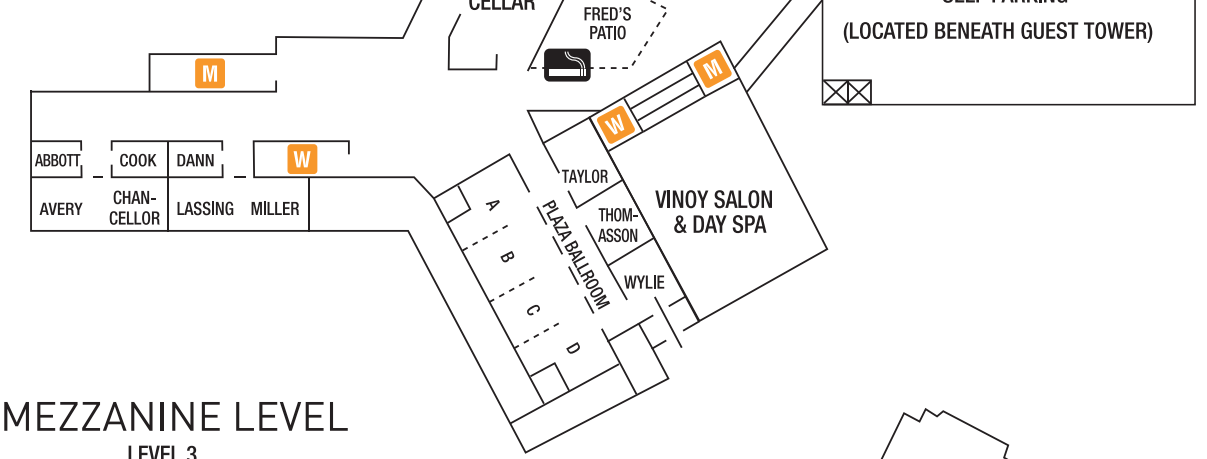 CELLAR
FRED'S
PATIO
(LOCATED BENEATH GUEST TOWER)
M
M
W
ABBOTT
COOK
DANN
W
TAYLOR
AVERY
CHAN-
CELLOR
LASSING
MILLER
A
B
C
D
PLAZA BALLROOM
THOM-
ASSON
WYLIE
VINOY SALON
& DAY SPA
MEZZANINE LEVEL
LEVEL 3